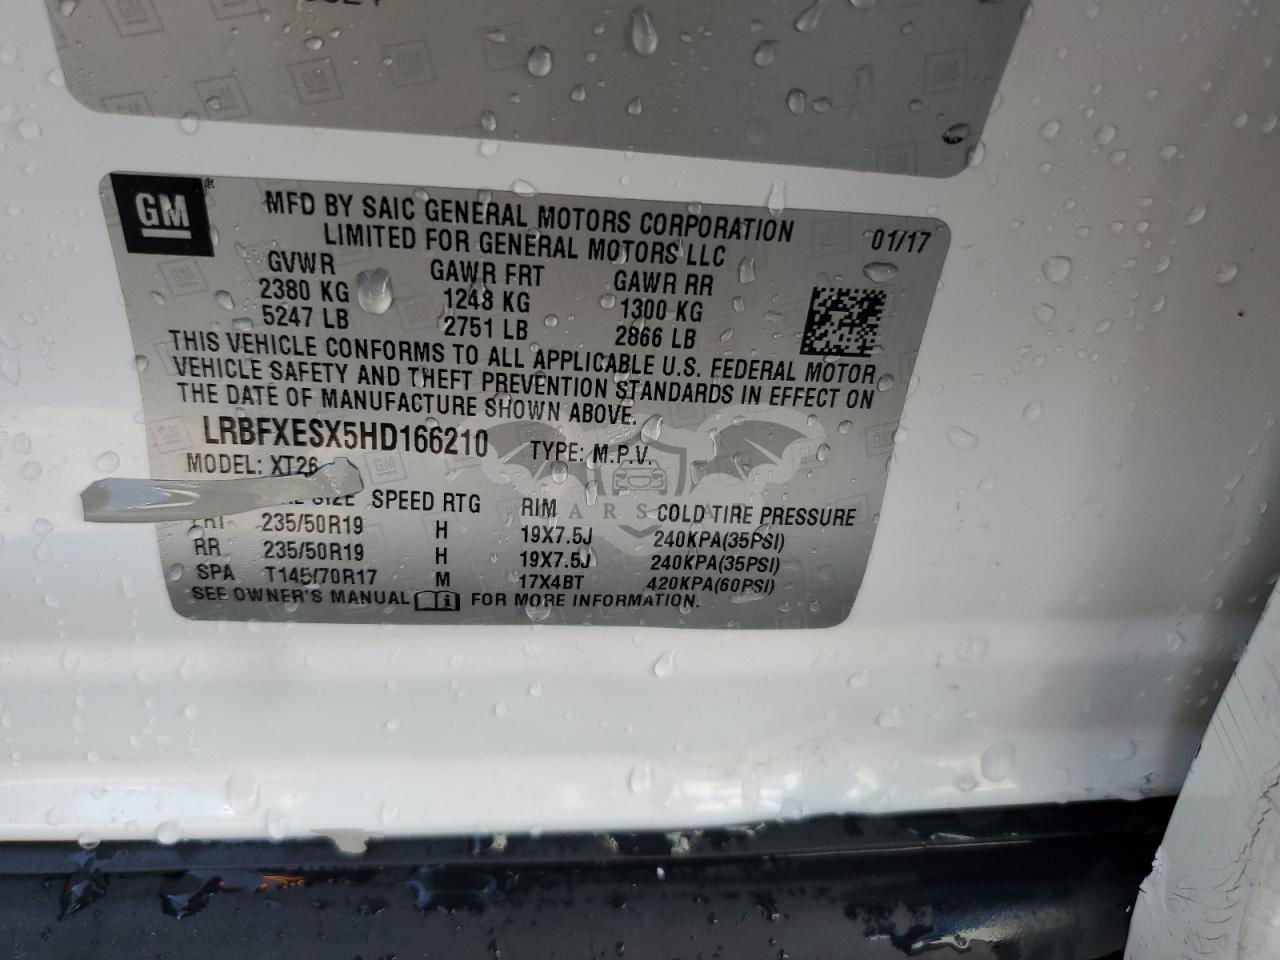 GM
MFD BY SAIC GENERAL MOTORS CORPORATION
LIMITED FOR GENERAL MOTORS LLC
01/17
GVWR GAWR FRT GAWR RR
2380 KG 1248 KG 1300 KG
5247 LB 2751 LB 2866 LB
THIS VEHICLE CONFORMS TO ALL APPLICABLE U.S. FEDERAL MOTOR
VEHICLE SAFETY AND THEFT PREVENTION STANDARDS IN EFFECT ON
THE DATE OF MANUFACTURE SHOWN ABOVE.
LRBFXESX5HD166210 TYPE: M.P.V.
MODEL: XT26
SIZE SPEED RTG RIM COLD TIRE PRESSURE
FRT 235/50R19 H 19X7.5J 240KPA(35PSI)
RR 235/50R19 H 19X7.5J 240KPA(35PSI)
SPA T145/70R17 M 17X4BT 420KPA(60PSI)
SEE OWNER'S MANUAL FOR MORE INFORMATION.